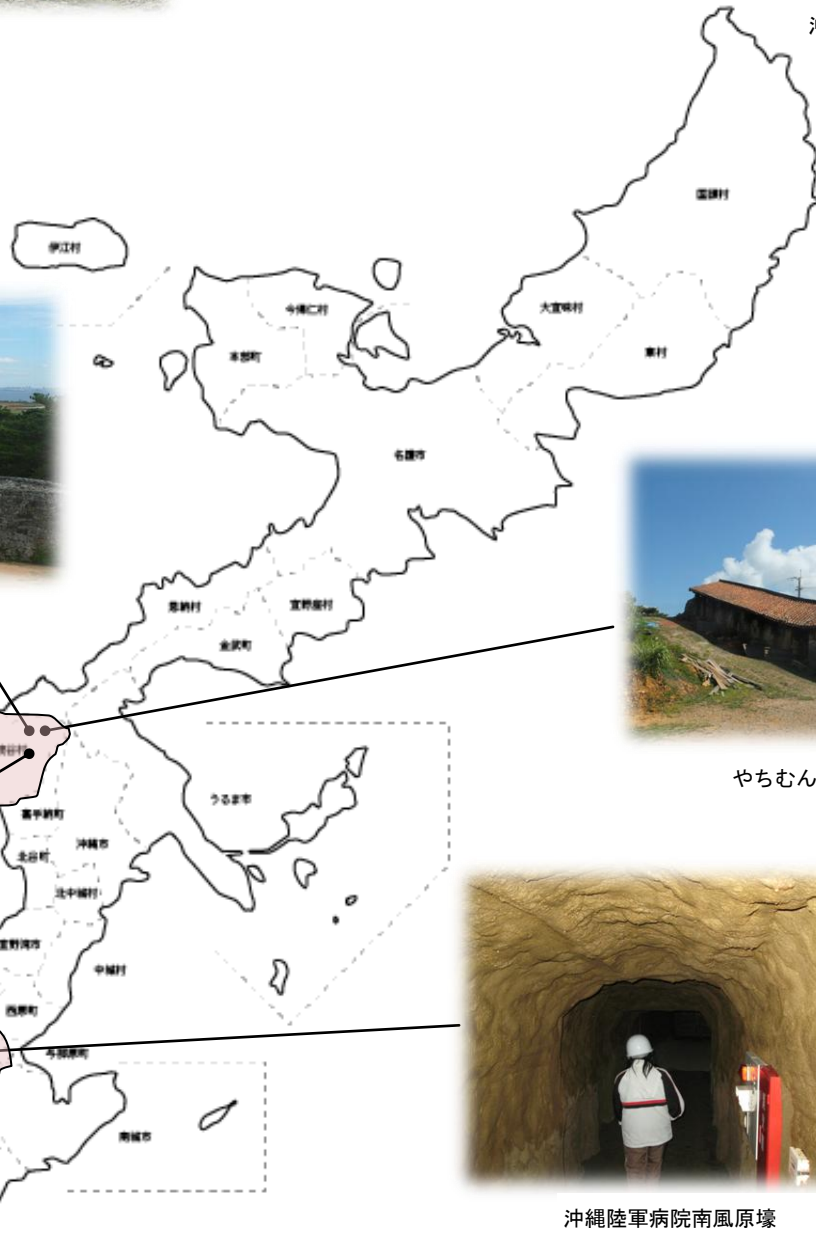 沖
国頭村
伊江村
大宜味村
今帰仁村
東村
本部町
名護市
恩納村
宜野座村
金武町
読谷村
やちむん
うるま市
嘉手納町
沖縄市
北谷町
北中城村
宜野湾市
中城村
西原町
与那原町
南城市
沖縄陸軍病院南風原壕